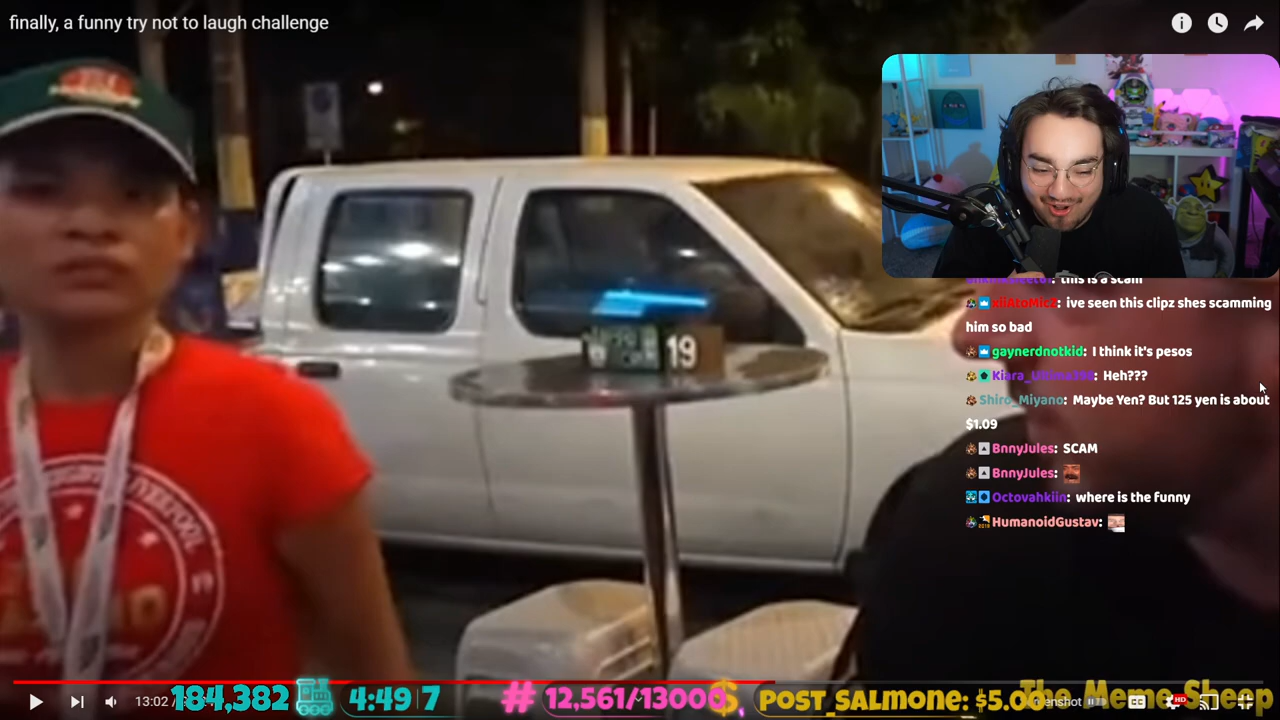 finally, a funny try not to laugh challenge
this is a scam
xiiAtoMicZ: ive seen this clipz shes scamming
him so bad
gaynerdnotkid: I think it's pesos
Heh???
Shiro_Miyano: Maybe Yen? But 125 yen is about
$1.09
BnnyJules: SCAM
BnnyJules:
Octovahkiin: where is the funny
HumanoidGustav:
19
13:02 /
184,382
4:49 7
# 12,561/13000
POST_SALMONE: $5.00
The Meme Sheep
CC
HD